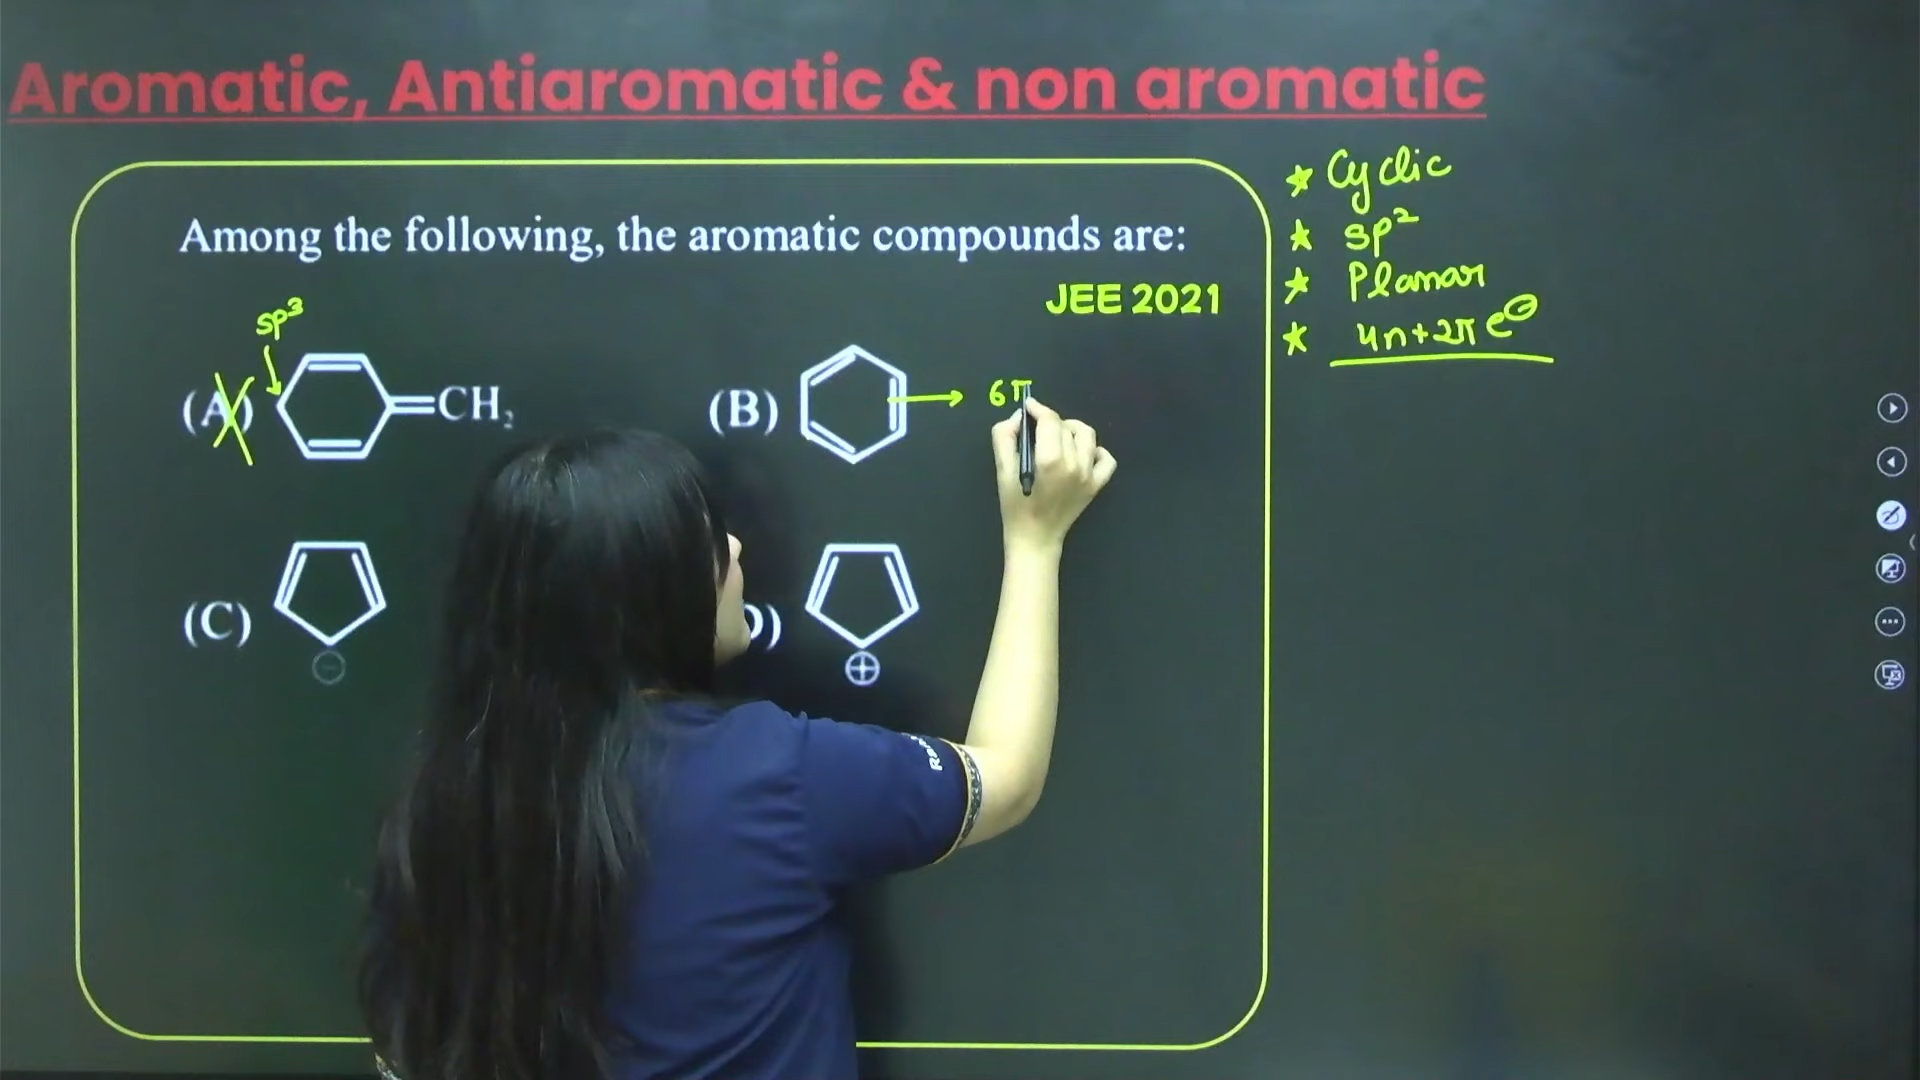 Aromatic, Antiaromatic & non aromatic
Among the following, the aromatic compounds are:
JEE 2021
sp³
(A)
=CH₂
(B)
6π
(C)
D)
⊖
⊕
★ Cyclic
★ sp²
★ Planar
★ 4n+2π e⊖